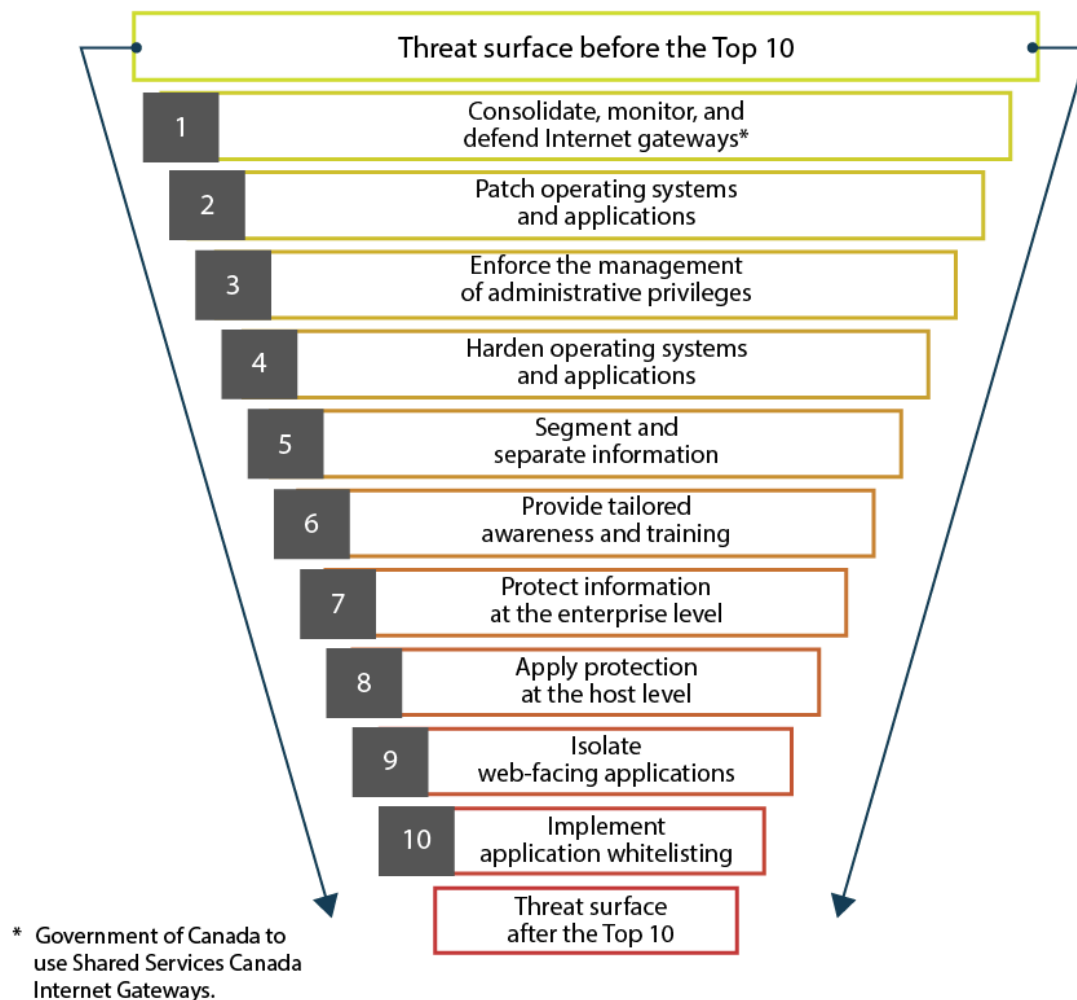 Threat surface before the Top 10
1
Consolidate, monitor, and
defend Internet gateways*
2
Patch operating systems
and applications
3
Enforce the management
of administrative privileges
4
Harden operating systems
and applications
5
Segment and
separate information
6
Provide tailored
awareness and training
7
Protect information
at the enterprise level
8
Apply protection
at the host level
9
Isolate
web-facing applications
10
Implement
application whitelisting
Threat surface
after the Top 10
* Government of Canada to
use Shared Services Canada
Internet Gateways.